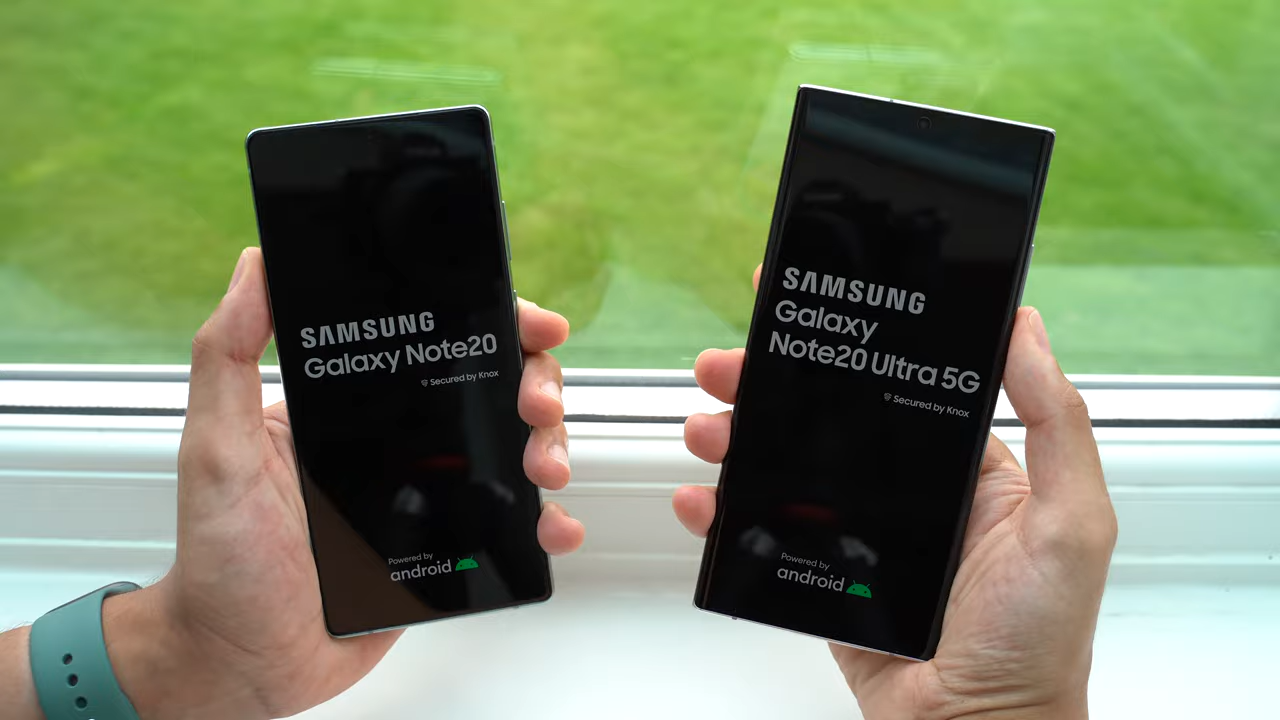 SAMSUNG
Galaxy Note20
Secured by Knox
Powered by
android
SAMSUNG
Galaxy
Note20 Ultra 5G
Secured by Knox
Powered by
android